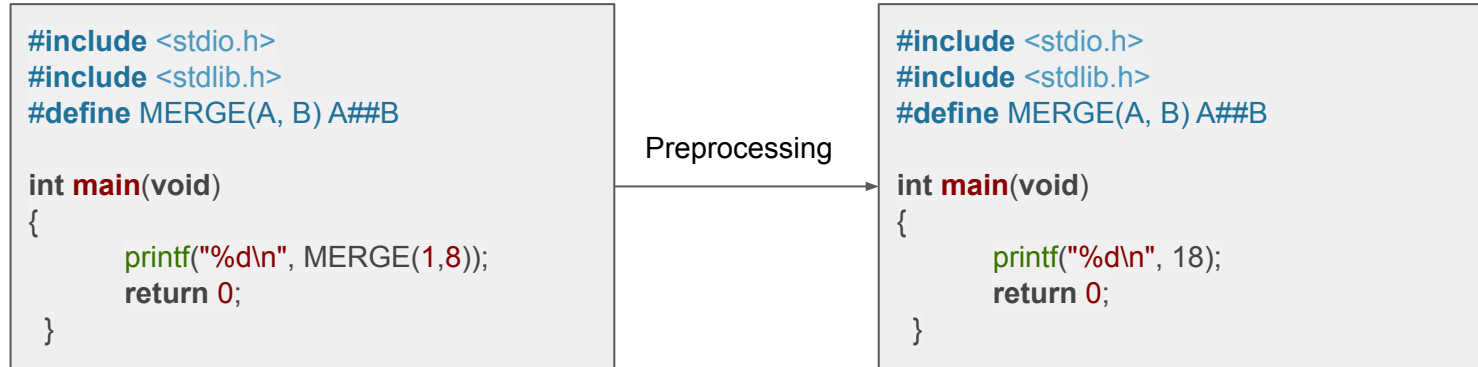 #include <stdio.h>
#include <stdlib.h>
#define MERGE(A, B) A##B
int main(void)
{
printf("%d\n", MERGE(1,8));
return 0;
}
Preprocessing
#include <stdio.h>
#include <stdlib.h>
#define MERGE(A, B) A##B
int main(void)
{
printf("%d\n", 18);
return 0;
}